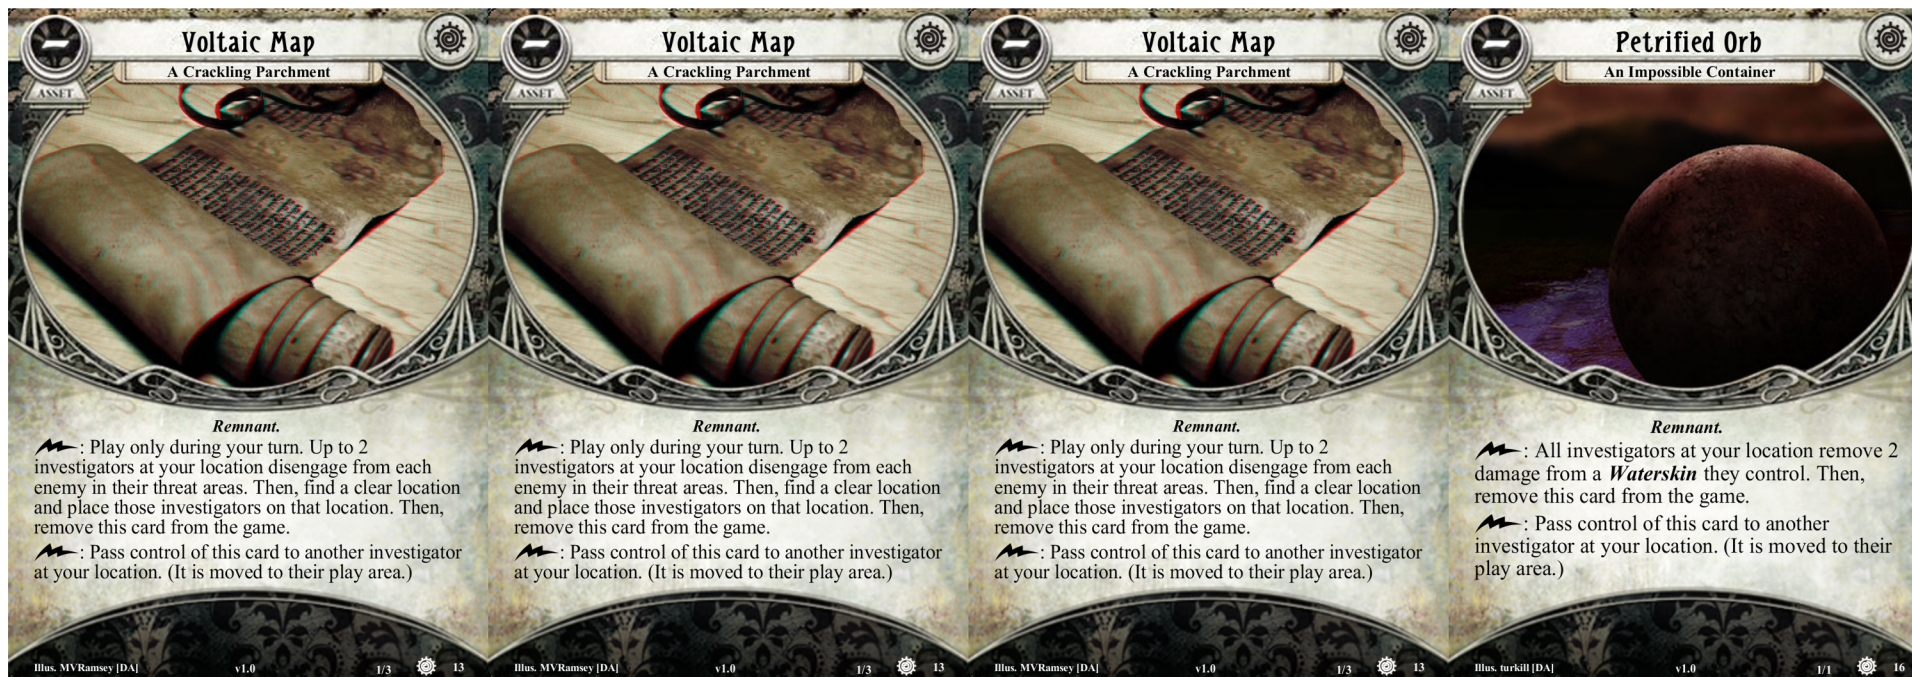 Voltaic Map
A Crackling Parchment
ASSET
Remnant.
: Play only during your turn. Up to 2
investigators at your location disengage from each
enemy in their threat areas. Then, find a clear location
and place those investigators on that location. Then,
remove this card from the game.
: Pass control of this card to another investigator
at your location. (It is moved to their play area.)
Illus. MVRamsey [DA]
v1.0
1/3
13
Voltaic Map
A Crackling Parchment
ASSET
Remnant.
: Play only during your turn. Up to 2
investigators at your location disengage from each
enemy in their threat areas. Then, find a clear location
and place those investigators on that location. Then,
remove this card from the game.
: Pass control of this card to another investigator
at your location. (It is moved to their play area.)
Illus. MVRamsey [DA]
v1.0
1/3
13
Voltaic Map
A Crackling Parchment
ASSET
Remnant.
: Play only during your turn. Up to 2
investigators at your location disengage from each
enemy in their threat areas. Then, find a clear location
and place those investigators on that location. Then,
remove this card from the game.
: Pass control of this card to another investigator
at your location. (It is moved to their play area.)
Illus. MVRamsey [DA]
v1.0
1/3
13
Petrified Orb
An Impossible Container
ASSET
Remnant.
: All investigators at your location remove 2
damage from a Waterskin they control. Then,
remove this card from the game.
: Pass control of this card to another
investigator at your location. (It is moved to their
play area.)
Illus. turkill [DA]
v1.0
1/1
16